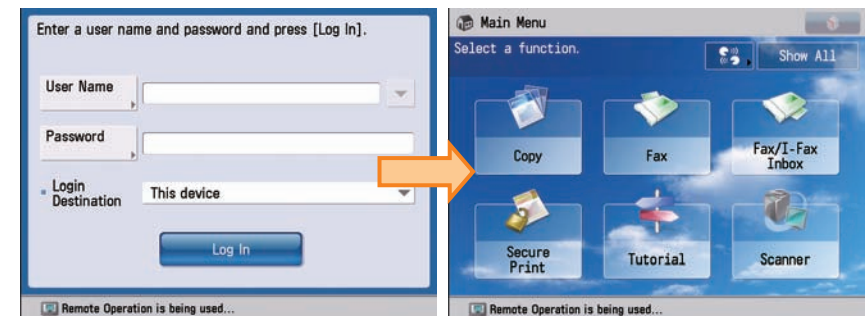 Enter a user name and password and press [Log In].
User Name
Password
Login
Destination
This device
Log In
Remote Operation is being used...
Main Menu
Select a function.
Show All
Copy
Fax
Fax/I-Fax
Inbox
Secure
Print
Tutorial
Scanner
Remote Operation is being used...